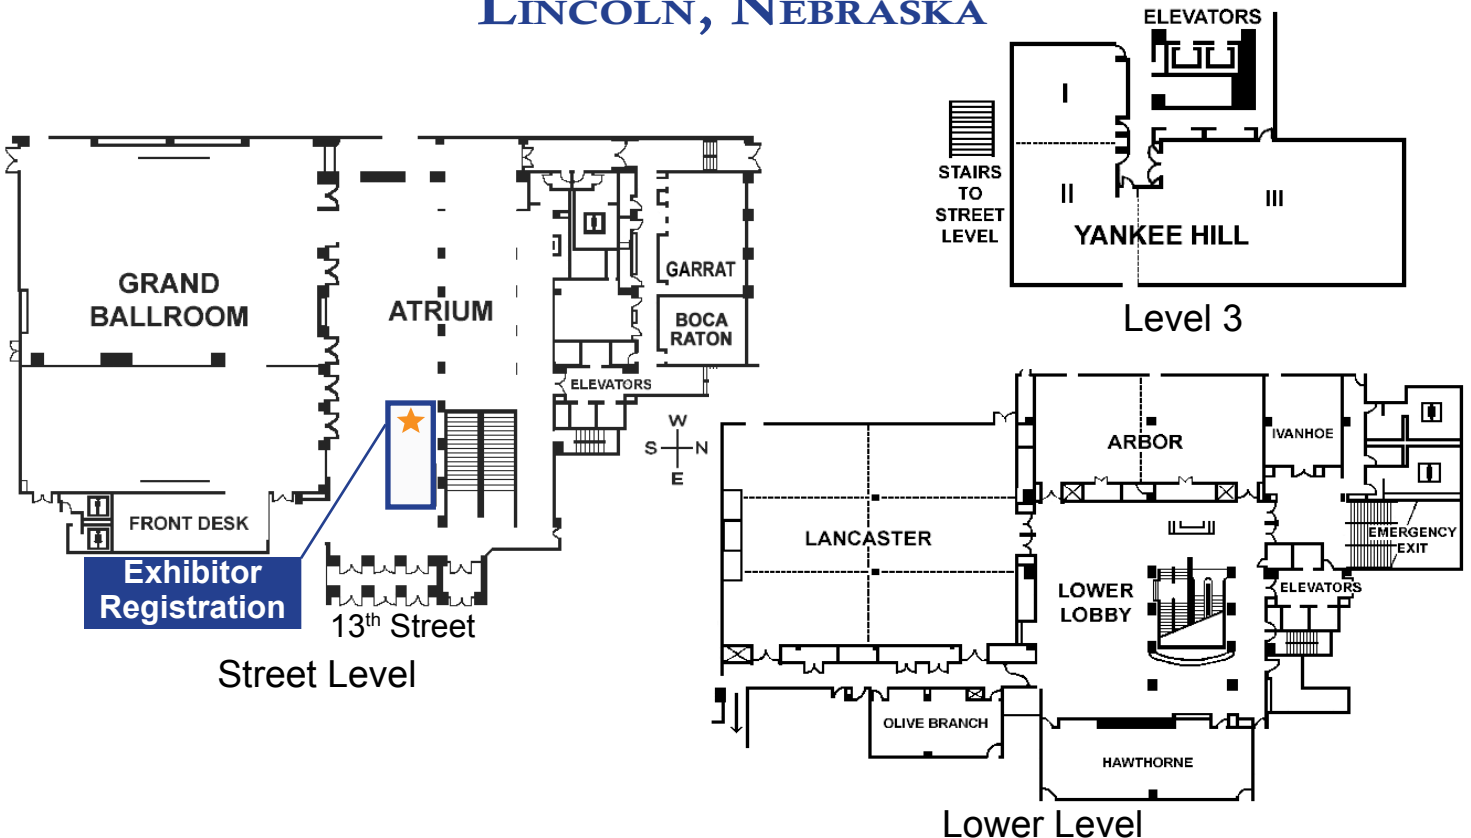 LINCOLN, NEBRASKA
ELEVATORS
I
II
III
YANKEE HILL
STAIRS
TO
STREET
LEVEL
Level 3
GRAND
BALLROOM
ATRIUM
GARRAT
BOCA
RATON
ELEVATORS
W
S N
E
FRONT DESK
Exhibitor
Registration
13th Street
Street Level
ARBOR
IVANHOE
LANCASTER
EMERGENCY
EXIT
LOWER
LOBBY
ELEVATORS
OLIVE BRANCH
HAWTHORNE
Lower Level